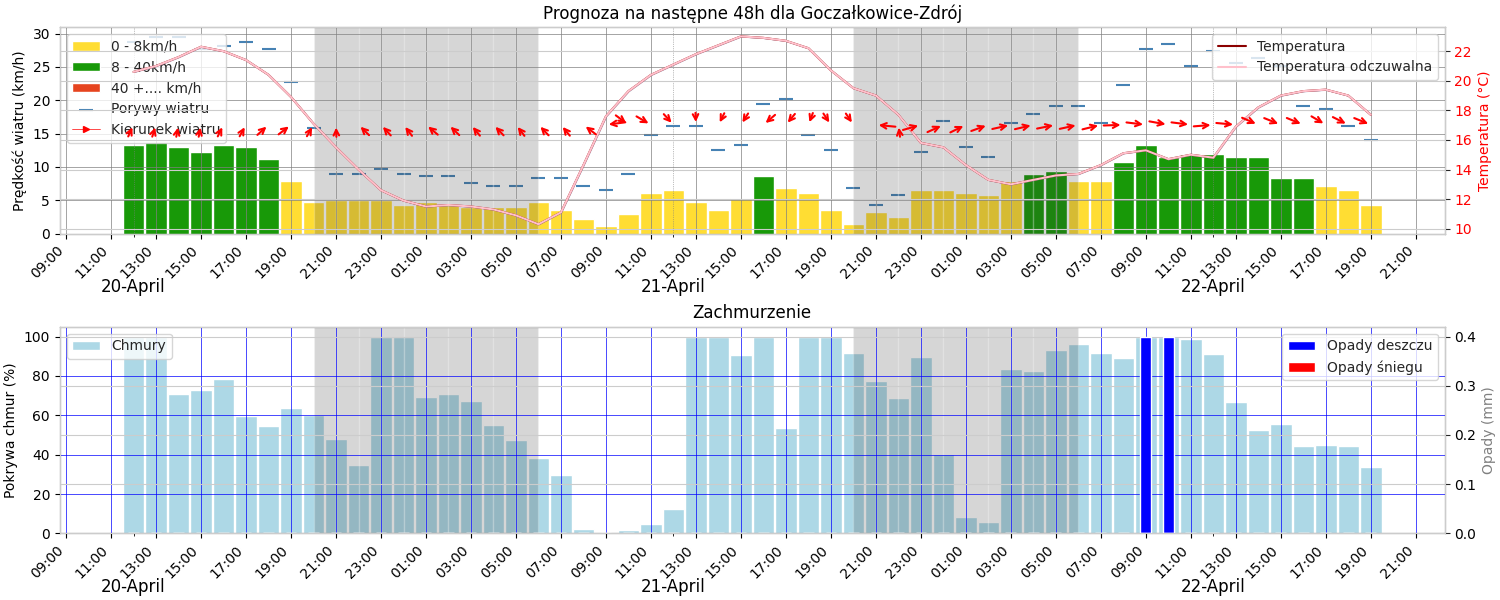 Prognoza na następne 48h dla Goczałkowice-Zdrój
Prędkość wiatru (km/h)
30
25
20
15
10
5
0
0 - 8km/h
8 - 40km/h
40 +.... km/h
Porywy wiatru
Kierunek wiatru
Temperatura
Temperatura odczuwalna
22
20
18
16
14
12
10
Temperatura (°C)
09:00 11:00 13:00 15:00 17:00 19:00 21:00 23:00 01:00 03:00 05:00 07:00 09:00 11:00 13:00 15:00 17:00 19:00 21:00 23:00 01:00 03:00 05:00 07:00 09:00 11:00 13:00 15:00 17:00 19:00 21:00
20-April 21-April 22-April
Zachmurzenie
Pokrywa chmur (%)
100
80
60
40
20
0
Chmury
Opady deszczu
Opady śniegu
0.4
0.3
0.2
0.1
0.0
Opady (mm)
09:00 11:00 13:00 15:00 17:00 19:00 21:00 23:00 01:00 03:00 05:00 07:00 09:00 11:00 13:00 15:00 17:00 19:00 21:00 23:00 01:00 03:00 05:00 07:00 09:00 11:00 13:00 15:00 17:00 19:00 21:00
20-April 21-April 22-April